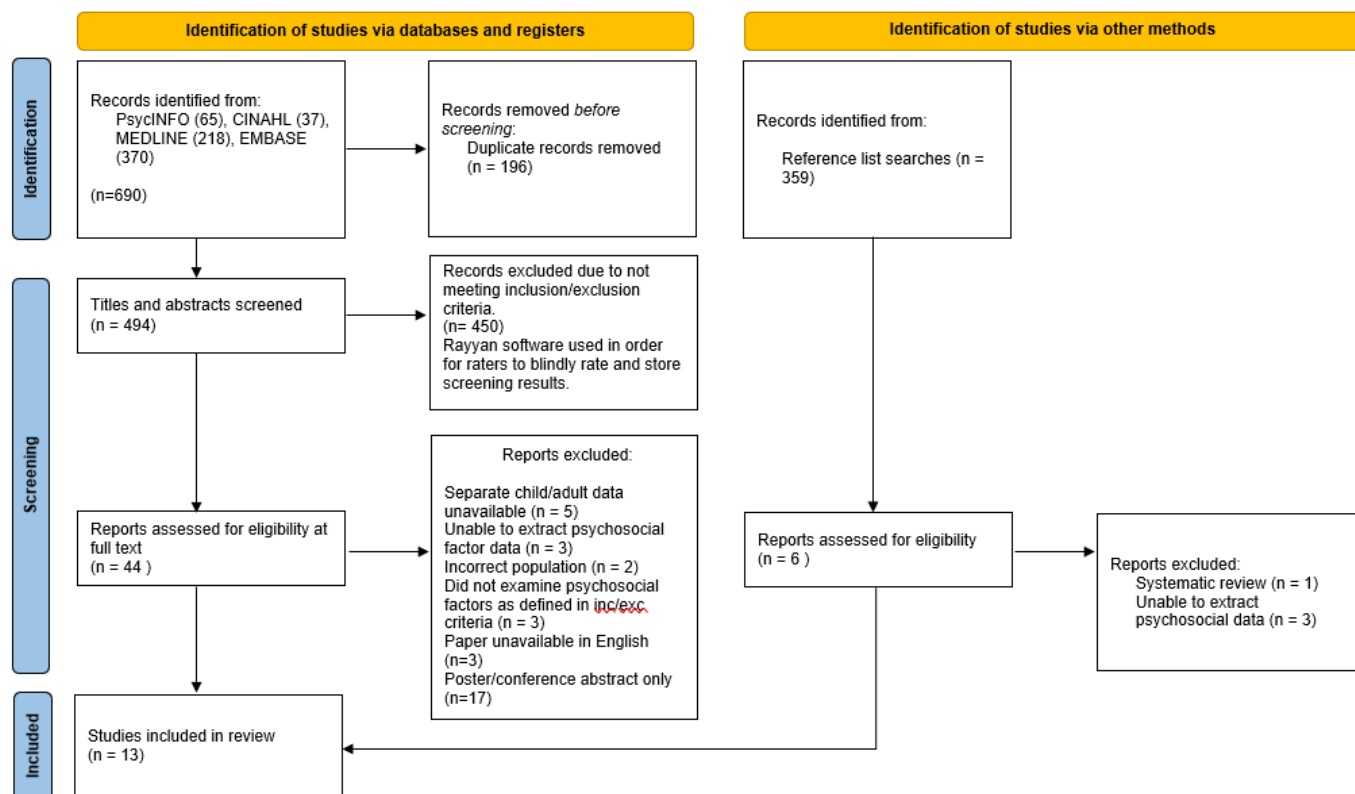 Identification of studies via databases and registers
Identification of studies via other methods
Identification
Records identified from:
PsycINFO (65), CINAHL (37),
MEDLINE (218), EMBASE
(370)
(n=690)
Records removed before
screening:
Duplicate records removed
(n = 196)
Records identified from:
Reference list searches (n =
359)
Screening
Titles and abstracts screened
(n = 494)
Records excluded due to not
meeting inclusion/exclusion
criteria.
(n= 450)
Rayyan software used in order
for raters to blindly rate and store
screening results.
Reports assessed for eligibility at
full text
(n = 44 )
Reports excluded:
Separate child/adult data
unavailable (n = 5)
Unable to extract psychosocial
factor data (n = 3)
Incorrect population (n = 2)
Did not examine psychosocial
factors as defined in inc/exc
criteria (n = 3)
Paper unavailable in English
(n=3)
Poster/conference abstract only
(n=17)
Reports assessed for eligibility
(n = 6 )
Reports excluded:
Systematic review (n = 1)
Unable to extract
psychosocial data (n = 3)
Included
Studies included in review
(n = 13)